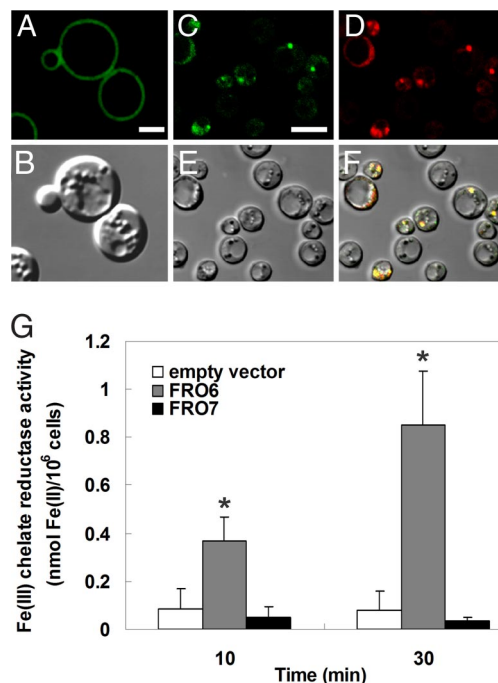 A
C
D
B
E
F
G
Fe(III) chelate reductase activity
(nmol Fe(II)/10⁶ cells)
1.2
1
0.8
0.6
0.4
0.2
0
empty vector
FRO6
FRO7
*
*
10
30
Time (min)